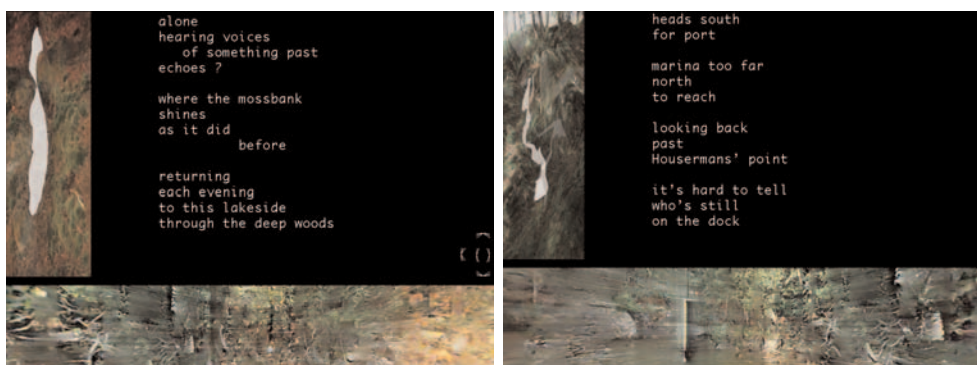 alone
hearing voices
of something past
echoes ?
where the mossbank
shines
as it did
before
returning
each evening
to this lakeside
through the deep woods
heads south
for port
marina too far
north
to reach
looking back
past
Housermans' point
it's hard to tell
who's still
on the dock